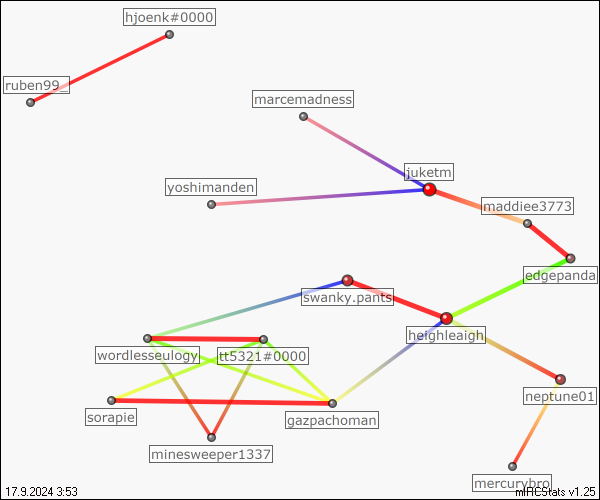 hjoenk#0000
ruben99_
marcemadness
juketm
yoshimanden
maddiee3773
edgepanda
swanky.pants
heighleaigh
wordlesseulogy
tt5321#0000
neptune01
sorapie
gazpachoman
minesweeper1337
mercurybro
17.9.2024 3:53
mIRCStats v1.25